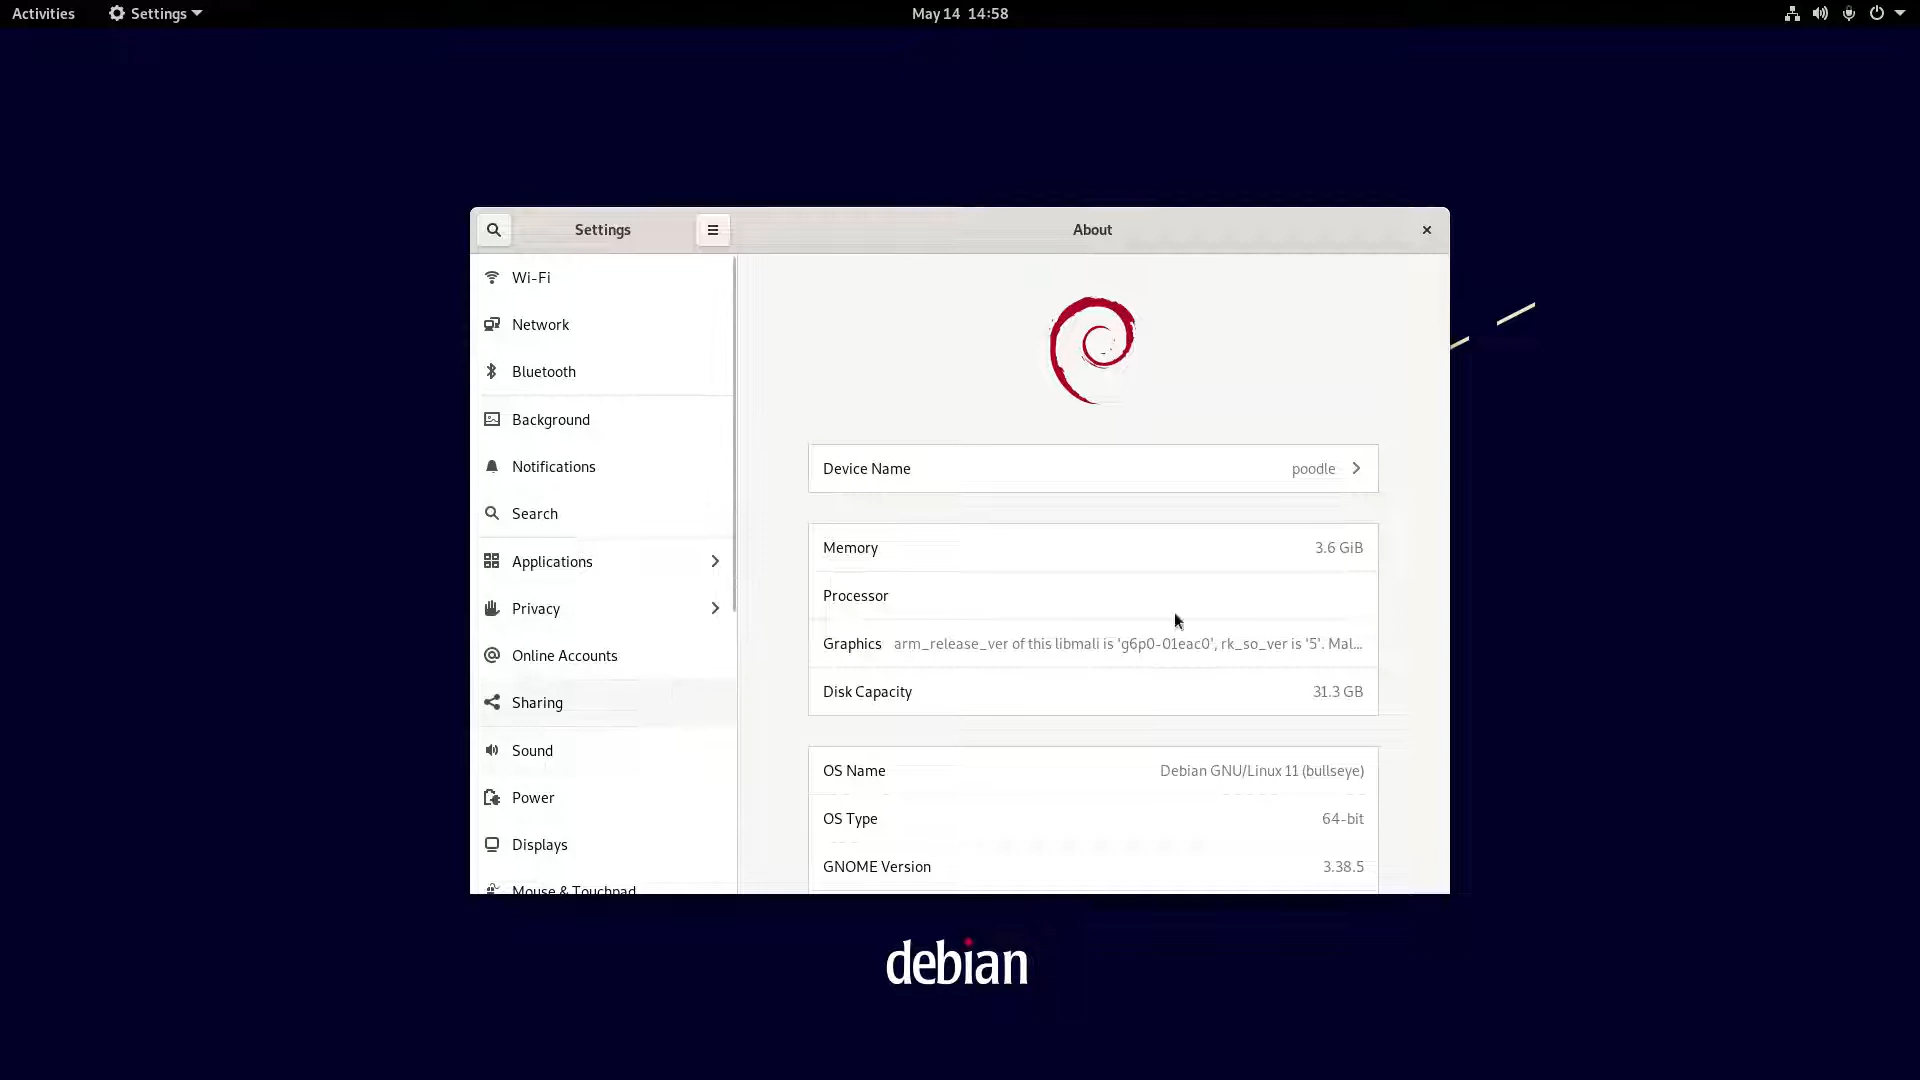 Activities
Settings
May 14 14:58
Settings
About
Wi-Fi
Network
Bluetooth
Background
Notifications
Search
Applications
Privacy
Online Accounts
Sharing
Sound
Power
Displays
Mouse & Touchpad
Device Name poodle
Memory 3.6 GiB
Processor
Graphics arm_release_ver of this libmali is 'g6p0-01eac0', rk_so_ver is '5'. Mal...
Disk Capacity 31.3 GB
OS Name Debian GNU/Linux 11 (bullseye)
OS Type 64-bit
GNOME Version 3.38.5
debian